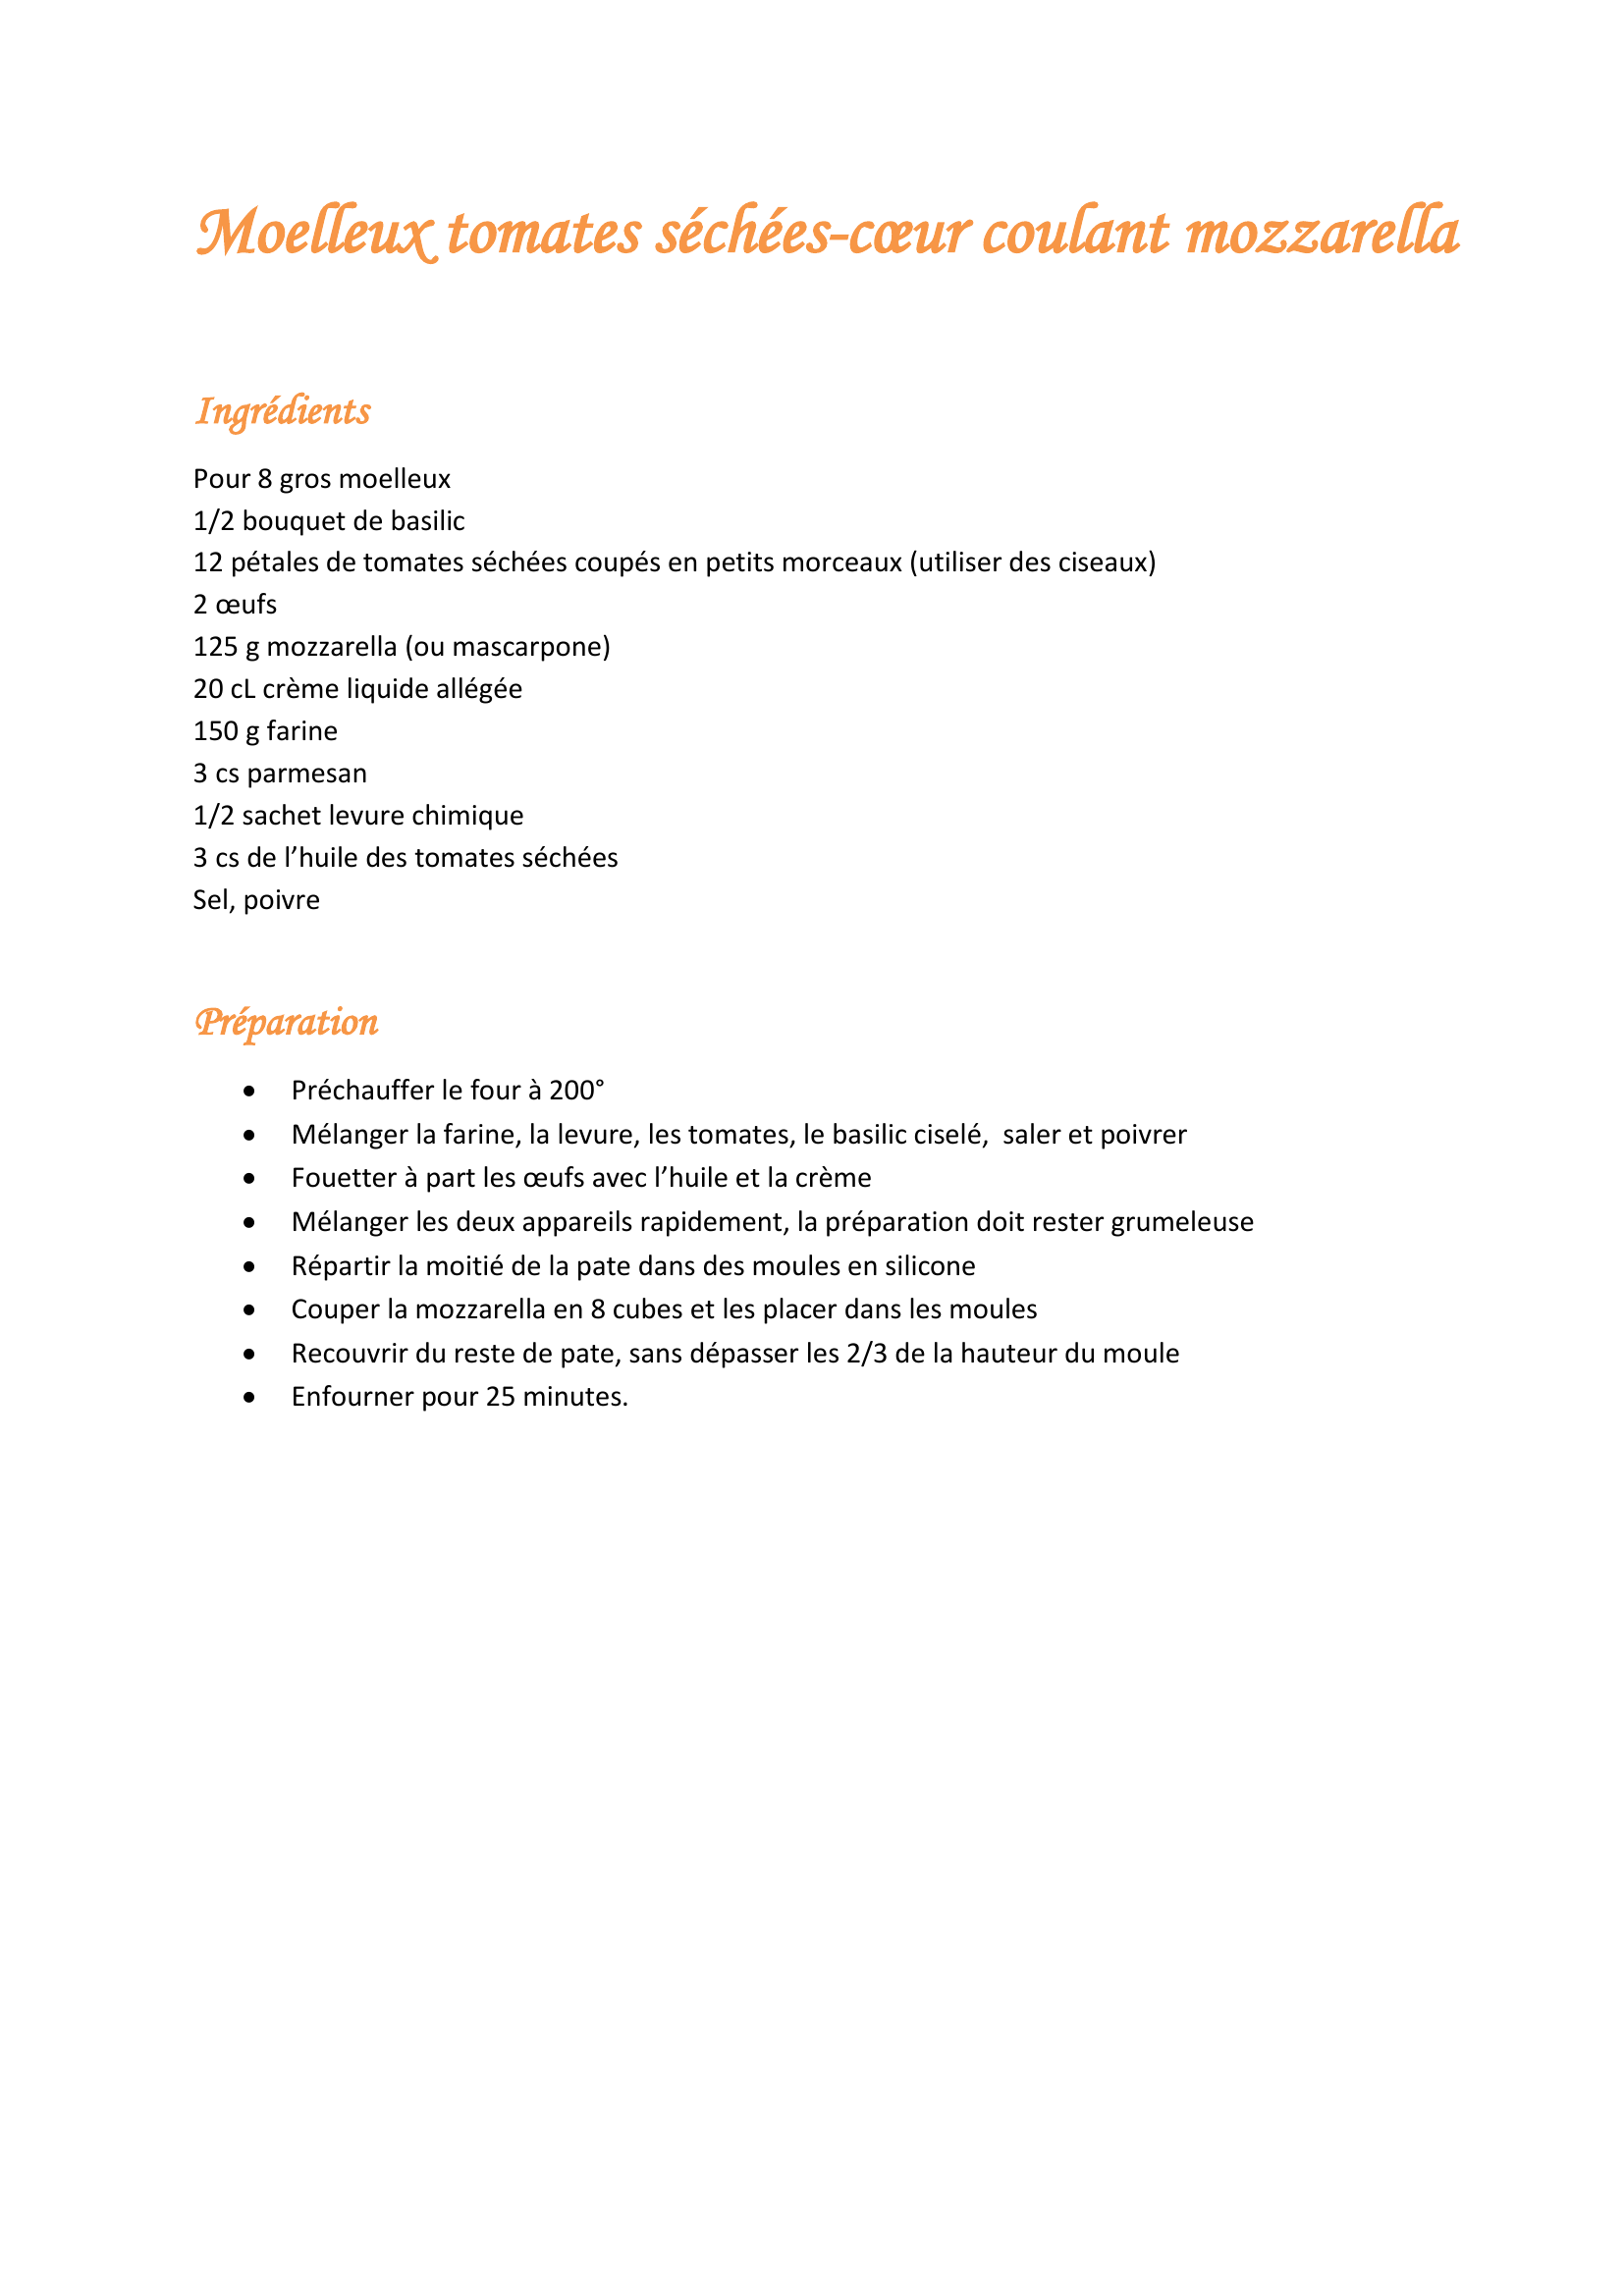 Moelleux tomates séchées-cœur coulant mozzarella
Ingrédients
Pour 8 gros moelleux
1/2 bouquet de basilic
12 pétales de tomates séchées coupés en petits morceaux (utiliser des ciseaux)
2 œufs
125 g mozzarella (ou mascarpone)
20 cL crème liquide allégée
150 g farine
3 cs parmesan
1/2 sachet levure chimique
3 cs de l’huile des tomates séchées
Sel, poivre
Préparation
• Préchauffer le four à 200°
• Mélanger la farine, la levure, les tomates, le basilic ciselé,  saler et poivrer
• Fouetter à part les œufs avec l’huile et la crème
• Mélanger les deux appareils rapidement, la préparation doit rester grumeleuse
• Répartir la moitié de la pate dans des moules en silicone
• Couper la mozzarella en 8 cubes et les placer dans les moules
• Recouvrir du reste de pate, sans dépasser les 2/3 de la hauteur du moule
• Enfourner pour 25 minutes.